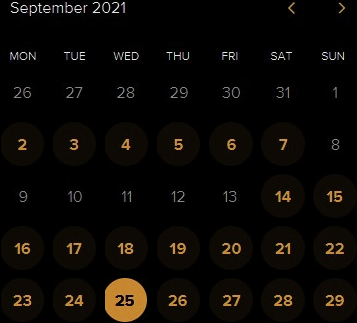 September 2021
MON TUE WED THU FRI SAT SUN
26 27 28 29 30 31 1
2 3 4 5 6 7 8
9 10 11 12 13 14 15
16 17 18 19 20 21 22
23 24 25 26 27 28 29